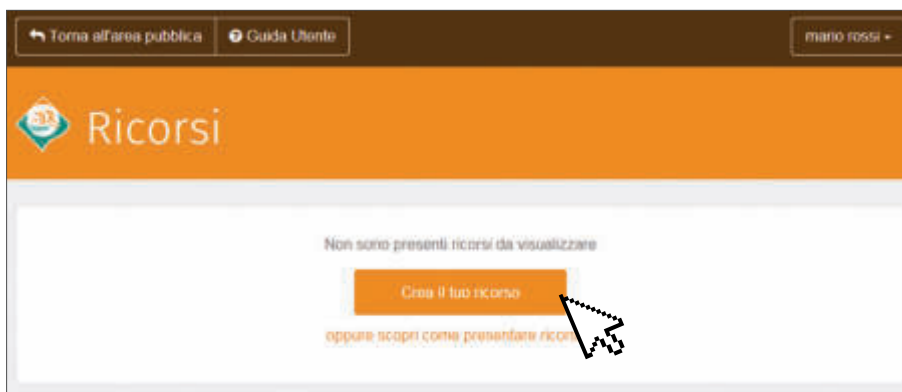 Torna all'area pubblica Guida Utente mario rossi
Ricorsi
Non sono presenti ricorsi da visualizzare
Crea il tuo ricorso
oppure scopri come presentare